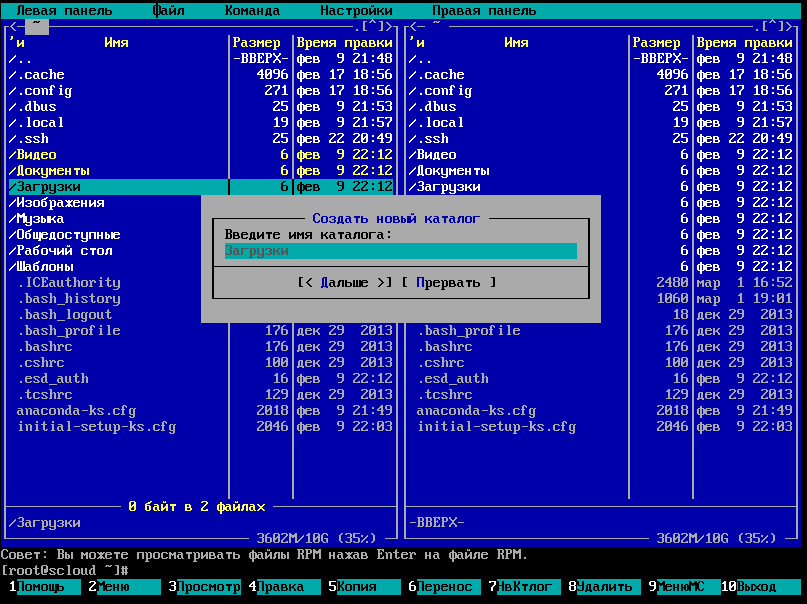 Левая панель Файл Команда Настройки Правая панель
<─ ~ .[^]> <─ ~ .[^]>
'и Имя Размер Время правки 'и Имя Размер Время правки
/.. -ВВЕРХ- фев 9 21:48 /.. -ВВЕРХ- фев 9 21:48
/.cache 4096 фев 17 18:56 /.cache 4096 фев 17 18:56
/.config 271 фев 17 18:56 /.config 271 фев 17 18:56
/.dbus 25 фев 9 21:53 /.dbus 25 фев 9 21:53
/.local 19 фев 9 21:57 /.local 19 фев 9 21:57
/.ssh 25 фев 22 20:49 /.ssh 25 фев 22 20:49
/Видео 6 фев 9 22:12 /Видео 6 фев 9 22:12
/Документы 6 фев 9 22:12 /Документы 6 фев 9 22:12
/Загрузки 6 фев 9 22:12 /Загрузки 6 фев 9 22:12
/Изображения 6 фев 9 22:12
/Музыка Создать новый каталог 6 фев 9 22:12
/Общедоступные Введите имя каталога: 6 фев 9 22:12
/Рабочий стол Загрузки 6 фев 9 22:12
/Шаблоны 6 фев 9 22:12
.ICEauthority [< Дальше >] [ Прервать ] 2480 мар 1 16:52
.bash_history 1060 мар 1 19:01
.bash_logout 18 дек 29 2013
.bash_profile 176 дек 29 2013 .bash_profile 176 дек 29 2013
.bashrc 176 дек 29 2013 .bashrc 176 дек 29 2013
.cshrc 100 дек 29 2013 .cshrc 100 дек 29 2013
.esd_auth 16 фев 9 22:12 .esd_auth 16 фев 9 22:12
.tcshrc 129 дек 29 2013 .tcshrc 129 дек 29 2013
anaconda-ks.cfg 2018 фев 9 21:49 anaconda-ks.cfg 2018 фев 9 21:49
initial-setup-ks.cfg 2046 фев 9 22:03 initial-setup-ks.cfg 2046 фев 9 22:03
0 байт в 2 файлах
/Загрузки -ВВЕРХ-
3602M/10G (35%) 3602M/10G (35%)
Совет: Вы можете просматривать файлы RPM нажав Enter на файле RPM.
[root@scloud ~]#
1Помощь 2Меню 3Просмотр 4Правка 5Копия 6Перенос 7НвКтлог 8Удалить 9МенюMC 10Выход